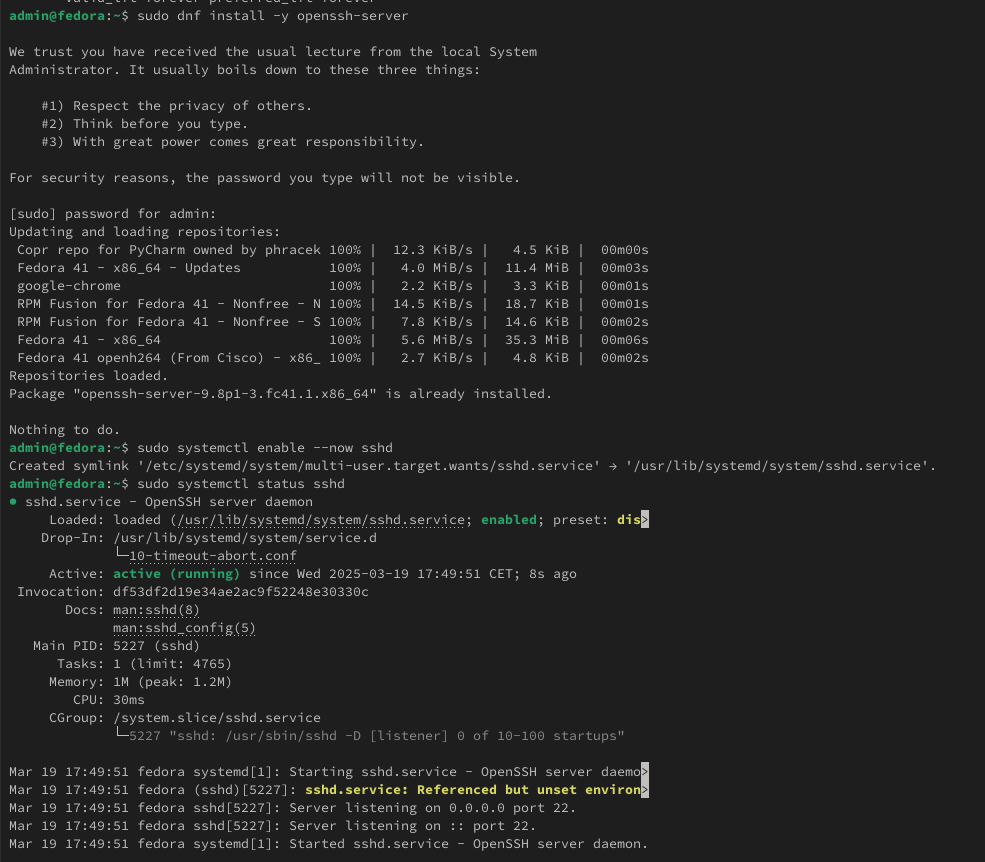 admin@fedora:~$ sudo dnf install -y openssh-server

We trust you have received the usual lecture from the local System
Administrator. It usually boils down to these three things:

    #1) Respect the privacy of others.
    #2) Think before you type.
    #3) With great power comes great responsibility.

For security reasons, the password you type will not be visible.

[sudo] password for admin:
Updating and loading repositories:
 Copr repo for PyCharm owned by phracek 100% |  12.3 KiB/s |   4.5 KiB |  00m00s
 Fedora 41 - x86_64 - Updates           100% |   4.0 MiB/s |  11.4 MiB |  00m03s
 google-chrome                          100% |   2.2 KiB/s |   3.3 KiB |  00m01s
 RPM Fusion for Fedora 41 - Nonfree - N 100% |  14.5 KiB/s |  18.7 KiB |  00m01s
 RPM Fusion for Fedora 41 - Nonfree - S 100% |   7.8 KiB/s |  14.6 KiB |  00m02s
 Fedora 41 - x86_64                     100% |   5.6 MiB/s |  35.3 MiB |  00m06s
 Fedora 41 openh264 (From Cisco) - x86_ 100% |   2.7 KiB/s |   4.8 KiB |  00m02s
Repositories loaded.
Package "openssh-server-9.8p1-3.fc41.1.x86_64" is already installed.

Nothing to do.
admin@fedora:~$ sudo systemctl enable --now sshd
Created symlink '/etc/systemd/system/multi-user.target.wants/sshd.service' → '/usr/lib/systemd/system/sshd.service'.
admin@fedora:~$ sudo systemctl status sshd
● sshd.service - OpenSSH server daemon
     Loaded: loaded (/usr/lib/systemd/system/sshd.service; enabled; preset: dis>
    Drop-In: /usr/lib/systemd/system/service.d
             └─10-timeout-abort.conf
     Active: active (running) since Wed 2025-03-19 17:49:51 CET; 8s ago
 Invocation: df53df2d19e34ae2ac9f52248e30330c
       Docs: man:sshd(8)
             man:sshd_config(5)
   Main PID: 5227 (sshd)
      Tasks: 1 (limit: 4765)
     Memory: 1M (peak: 1.2M)
        CPU: 30ms
     CGroup: /system.slice/sshd.service
             └─5227 "sshd: /usr/sbin/sshd -D [listener] 0 of 10-100 startups"

Mar 19 17:49:51 fedora systemd[1]: Starting sshd.service - OpenSSH server daemo>
Mar 19 17:49:51 fedora (sshd)[5227]: sshd.service: Referenced but unset environ>
Mar 19 17:49:51 fedora sshd[5227]: Server listening on 0.0.0.0 port 22.
Mar 19 17:49:51 fedora sshd[5227]: Server listening on :: port 22.
Mar 19 17:49:51 fedora systemd[1]: Started sshd.service - OpenSSH server daemon.